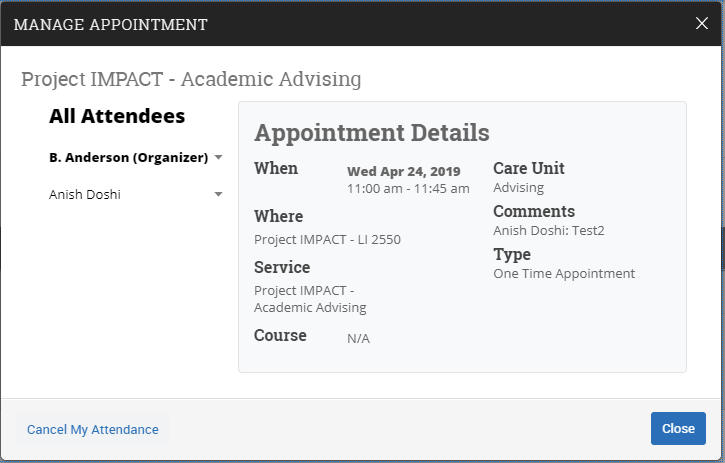 MANAGE APPOINTMENT
Project IMPACT - Academic Advising
All Attendees
B. Anderson (Organizer)
Anish Doshi
Appointment Details
When
Wed Apr 24, 2019
11:00 am - 11:45 am
Where
Project IMPACT - LI 2550
Service
Project IMPACT -
Academic Advising
Course
N/A
Care Unit
Advising
Comments
Anish Doshi: Test2
Type
One Time Appointment
Cancel My Attendance
Close